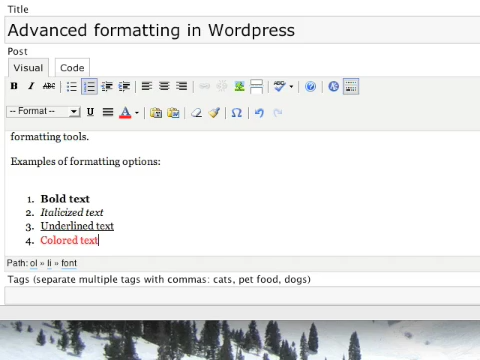 Title
Advanced formatting in Wordpress
Post
Visual Code
B I ABC
-- Format -- U A Ω
formatting tools.
Examples of formatting options:
1. Bold text
2. Italicized text
3. Underlined text
4. Colored text
Path: ol » li » font
Tags (separate multiple tags with commas: cats, pet food, dogs)